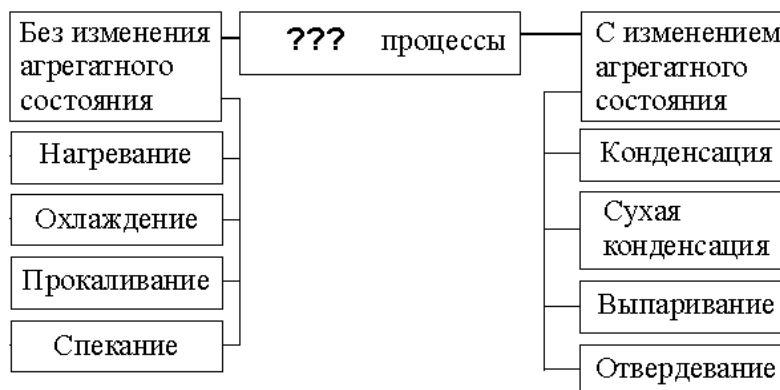 Без изменения
агрегатного
состояния
??? процессы
С изменением
агрегатного
состояния
Нагревание
Охлаждение
Прокаливание
Спекание
Конденсация
Сухая
конденсация
Выпаривание
Отвердевание